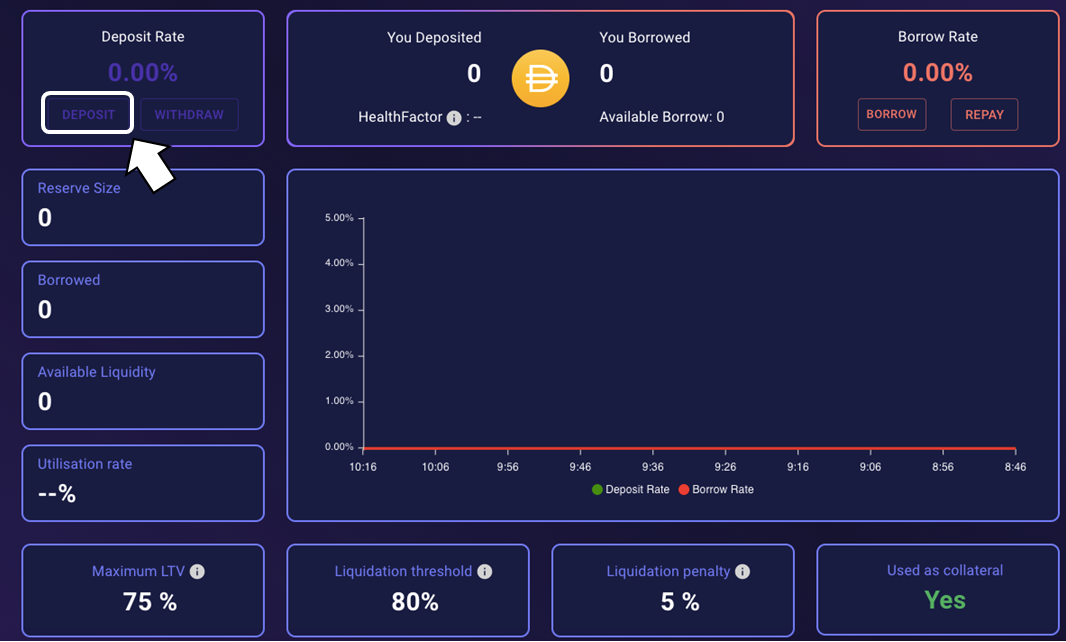 Deposit Rate
0.00%
DEPOSIT
WITHDRAW
You Deposited
0
HealthFactor i : --
You Borrowed
0
Available Borrow: 0
Borrow Rate
0.00%
BORROW
REPAY
Reserve Size
0
Borrowed
0
Available Liquidity
0
Utilisation rate
--%
5.00%
4.00%
3.00%
2.00%
1.00%
0.00%
10:16 10:06 9:56 9:46 9:36 9:26 9:16 9:06 8:56 8:46
Deposit Rate Borrow Rate
Maximum LTV i
75 %
Liquidation threshold i
80%
Liquidation penalty i
5 %
Used as collateral
Yes